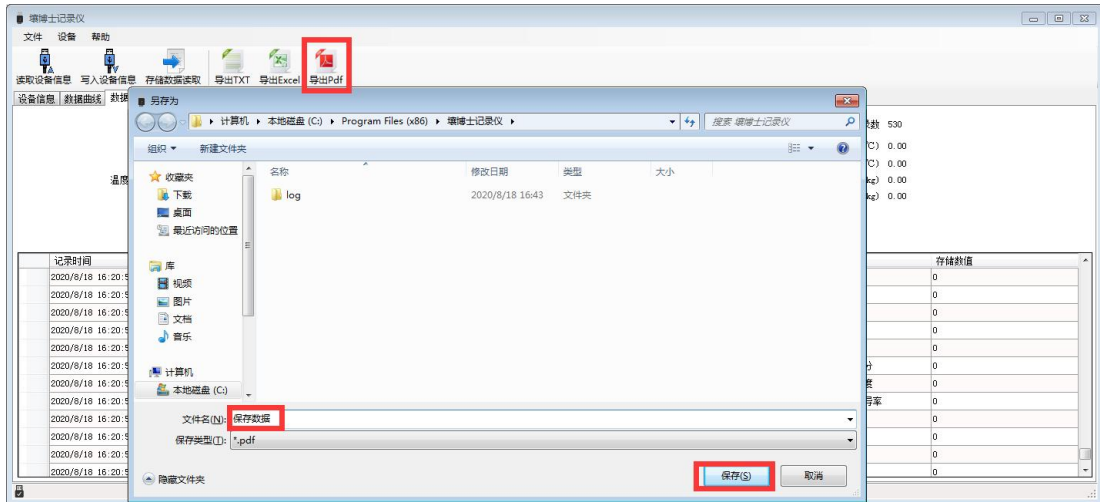 壤博士记录仪
文件 设备 帮助
读取设备信息 写入设备信息 存储数据读取 导出TXT 导出Excel 导出Pdf
设备信息 数据曲线 数据
另存为
计算机 本地磁盘 (C:) Program Files (x86) 壤博士记录仪
搜索 壤博士记录仪
组织 新建文件夹
名称 修改日期 类型 大小
收藏夹
下载
桌面
最近访问的位置
库
视频
图片
文档
音乐
计算机
本地磁盘 (C:)
log 2020/8/18 16:43 文件夹
文件名(N): 保存数据
保存类型(T): *.pdf
隐藏文件夹
保存(S) 取消
数 530
℃) 0.00
℃) 0.00
kg) 0.00
kg) 0.00
温度
记录时间 存储数值
2020/8/18 16:20:5 0
2020/8/18 16:20:5 0
2020/8/18 16:20:5 0
2020/8/18 16:20:5 0
2020/8/18 16:20:5 0
2020/8/18 16:20:5 分 0
2020/8/18 16:20:5 度 0
2020/8/18 16:20:5 导率 0
2020/8/18 16:20:5 0
2020/8/18 16:20:5 0
2020/8/18 16:20:5 0
2020/8/18 16:20:5 0